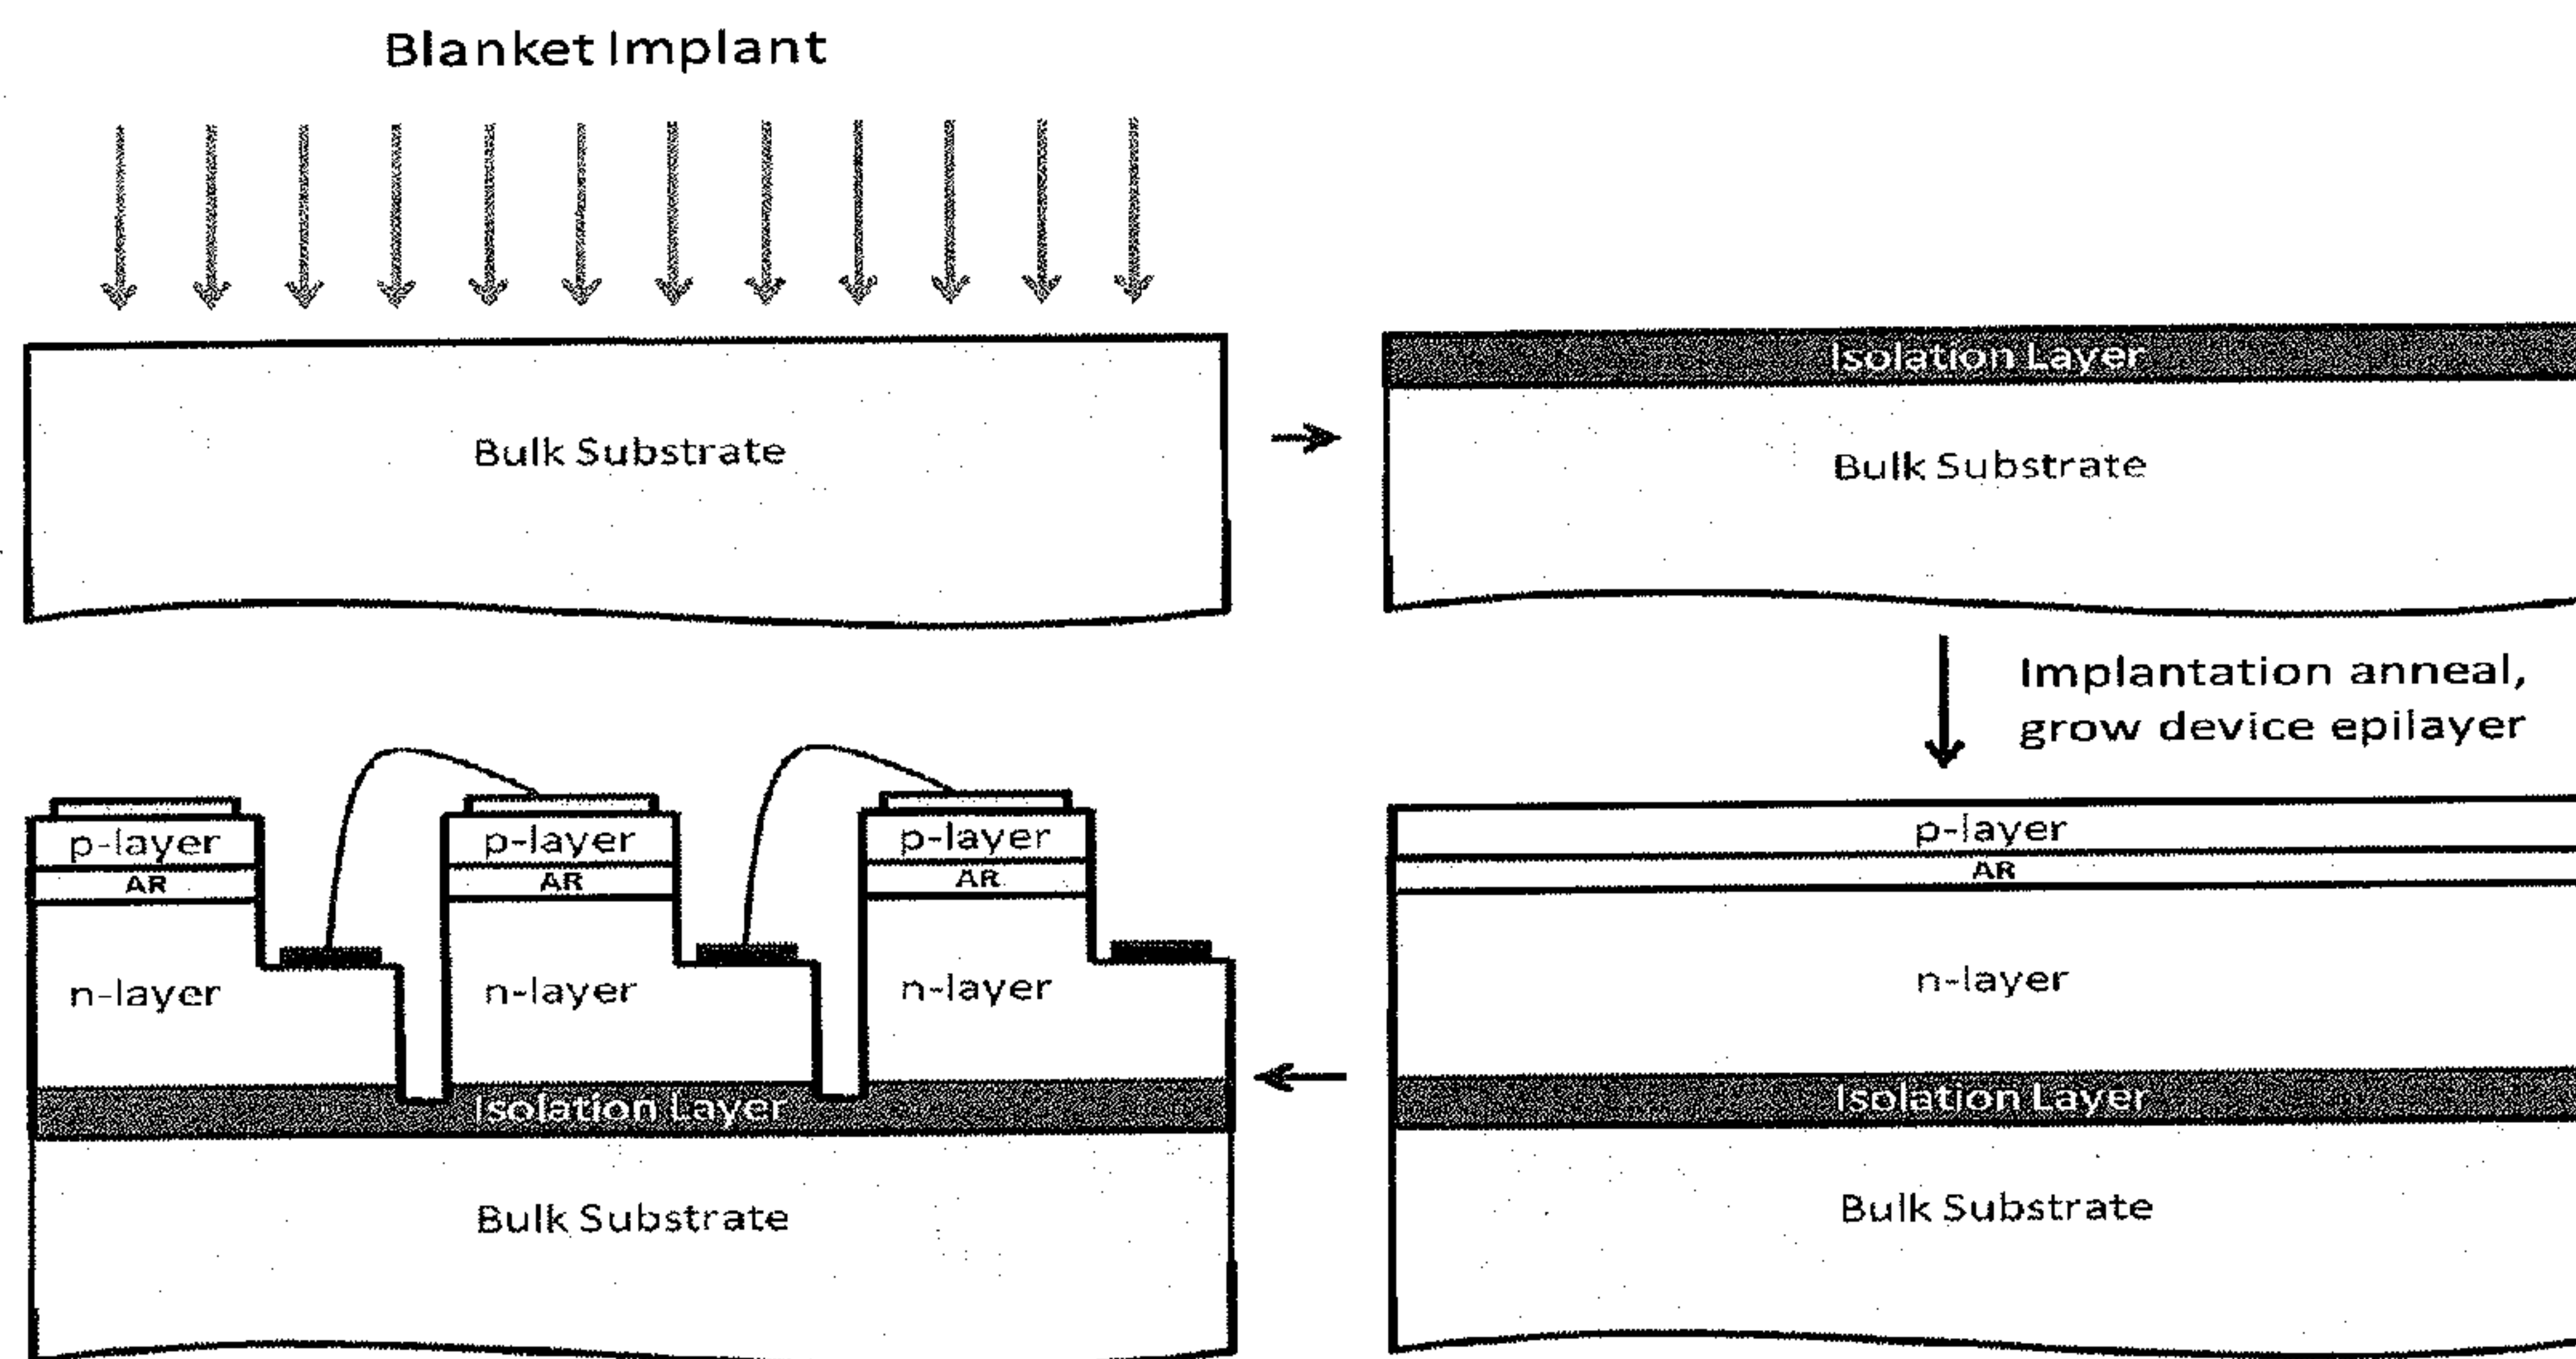 Blanket Implant
Bulk Substrate
Isolation Layer
Bulk Substrate
Implantation anneal,
grow device epilayer
p-layer
AR
n-layer
Isolation Layer
Bulk Substrate
p-layer
AR
n-layer
p-layer
AR
n-layer
p-layer
AR
n-layer
Isolation Layer
Bulk Substrate